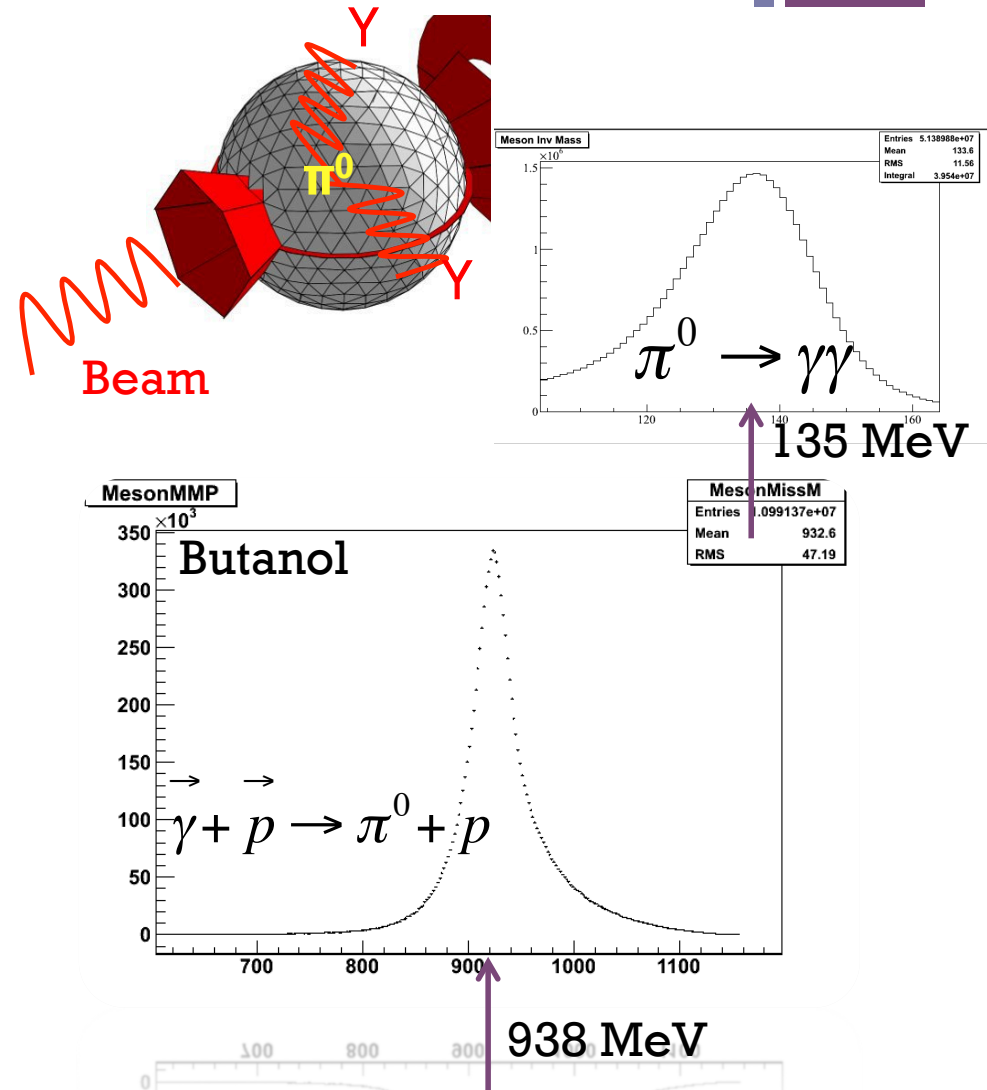 γ
π⁰
γ
Beam
Meson Inv Mass
Entries 5.138988e+07
Mean 133.6
RMS 11.56
Integral 3.954e+07
×10⁶
1.5
1
0.5
0
120 140 160
π⁰ → γγ
135 MeV
MesonMMP
MesonMissM
Entries 1.099137e+07
Mean 932.6
RMS 47.19
×10³
350
300
250
200
150
100
50
0
Butanol
γ⃗ + p⃗ → π⁰ + p
700 800 900 1000 1100
938 MeV